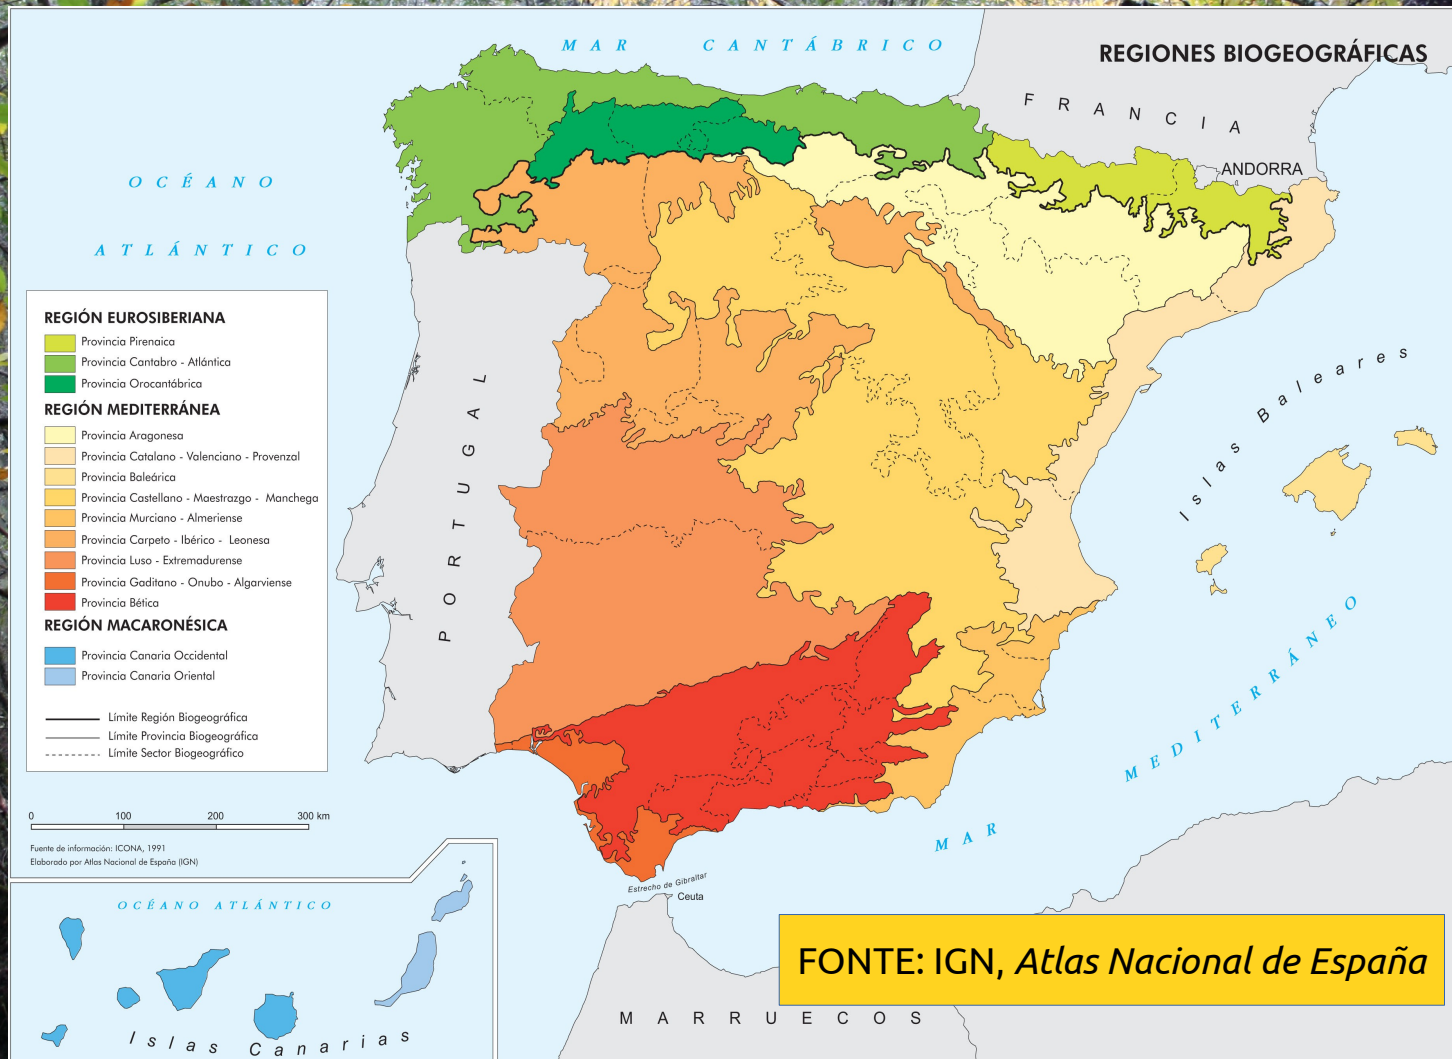 MAR CANTÁBRICO
REGIONES BIOGEOGRÁFICAS
FRANCIA
ANDORRA
OCÉANO
ATLÁNTICO
PORTUGAL
Islas Baleares
REGIÓN EUROSIBERIANA
Provincia Pirenaica
Provincia Cantabro - Atlántica
Provincia Orocantábrica
REGIÓN MEDITERRÁNEA
Provincia Aragonesa
Provincia Catalano - Valenciano - Provenzal
Provincia Baleárica
Provincia Castellano - Maestrazgo - Manchega
Provincia Murciano - Almeriense
Provincia Carpeto - Ibérico - Leonesa
Provincia Luso - Extremadurense
Provincia Gaditano - Onubo - Algarviense
Provincia Bética
REGIÓN MACARONÉSICA
Provincia Canaria Occidental
Provincia Canaria Oriental
Límite Región Biogeográfica
Límite Provincia Biogeográfica
Límite Sector Biogeográfico
0 100 200 300 km
Fuente de información: ICONA, 1991
Elaborado por Atlas Nacional de España (IGN)
MAR MEDITERRÁNEO
Estrecho de Gibraltar
Ceuta
OCÉANO ATLÁNTICO
Islas Canarias
MARRUECOS
FONTE: IGN, Atlas Nacional de España